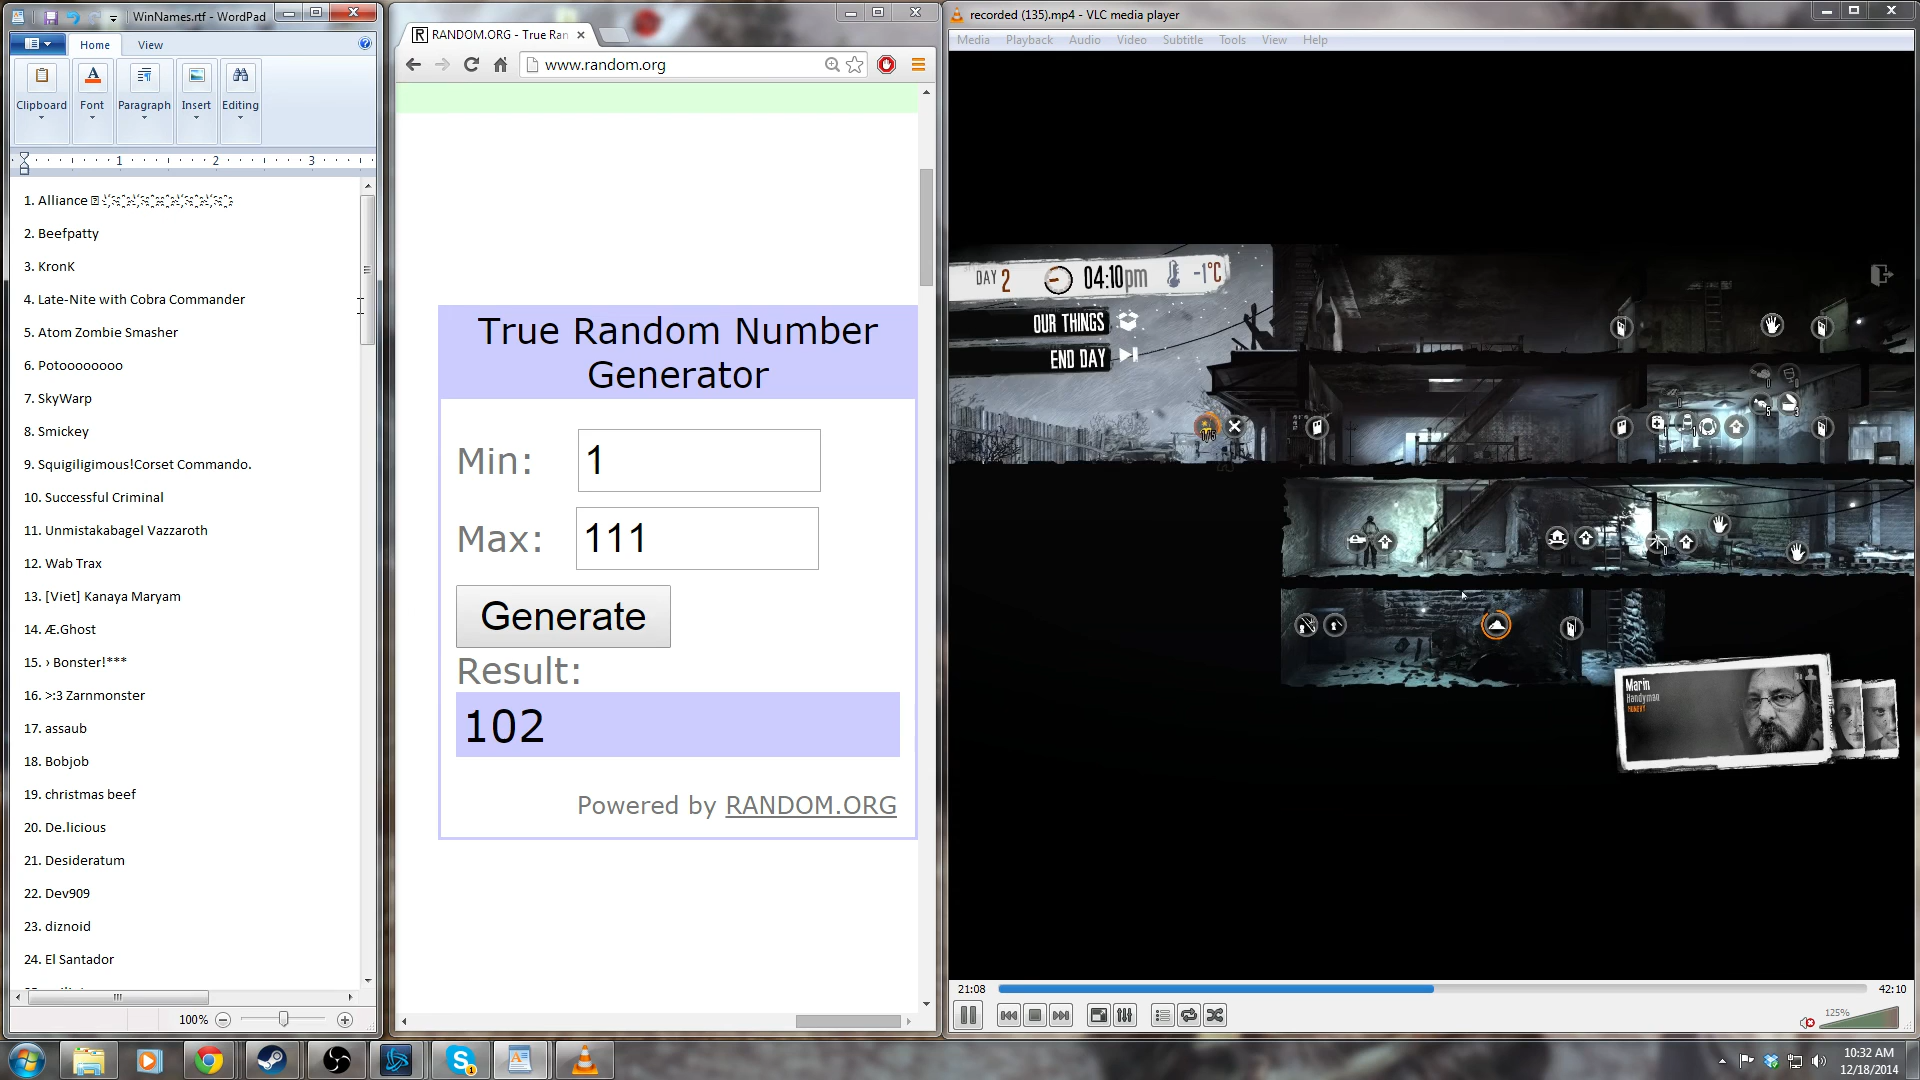 WinNames.rtf - WordPad
Home
View
Clipboard
Font
Paragraph
Insert
Editing
1
2
3
1. Alliance
2. Beefpatty
3. KronK
4. Late-Nite with Cobra Commander
5. Atom Zombie Smasher
6. Potoooooooo
7. SkyWarp
8. Smickey
9. Squigiligimous!Corset Commando.
10. Successful Criminal
11. Unmistakabagel Vazzaroth
12. Wab Trax
13. [Viet] Kanaya Maryam
14. Æ.Ghost
15. › Bonster!***
16. >:3 Zarnmonster
17. assaub
18. Bobjob
19. christmas beef
20. De.licious
21. Desideratum
22. Dev909
23. diznoid
24. El Santador
100%
RANDOM.ORG - True Ran
www.random.org
True Random Number
Generator
Min: 1
Max: 111
Generate
Result:
102
Powered by RANDOM.ORG
recorded (135).mp4 - VLC media player
Media Playback Audio Video Subtitle Tools View Help
DAY 2
04:10pm
-1°C
OUR THINGS
END DAY
1/5
Marin
Handyman
HUNGRY
21:08
42:10
125%
10:32 AM
12/18/2014